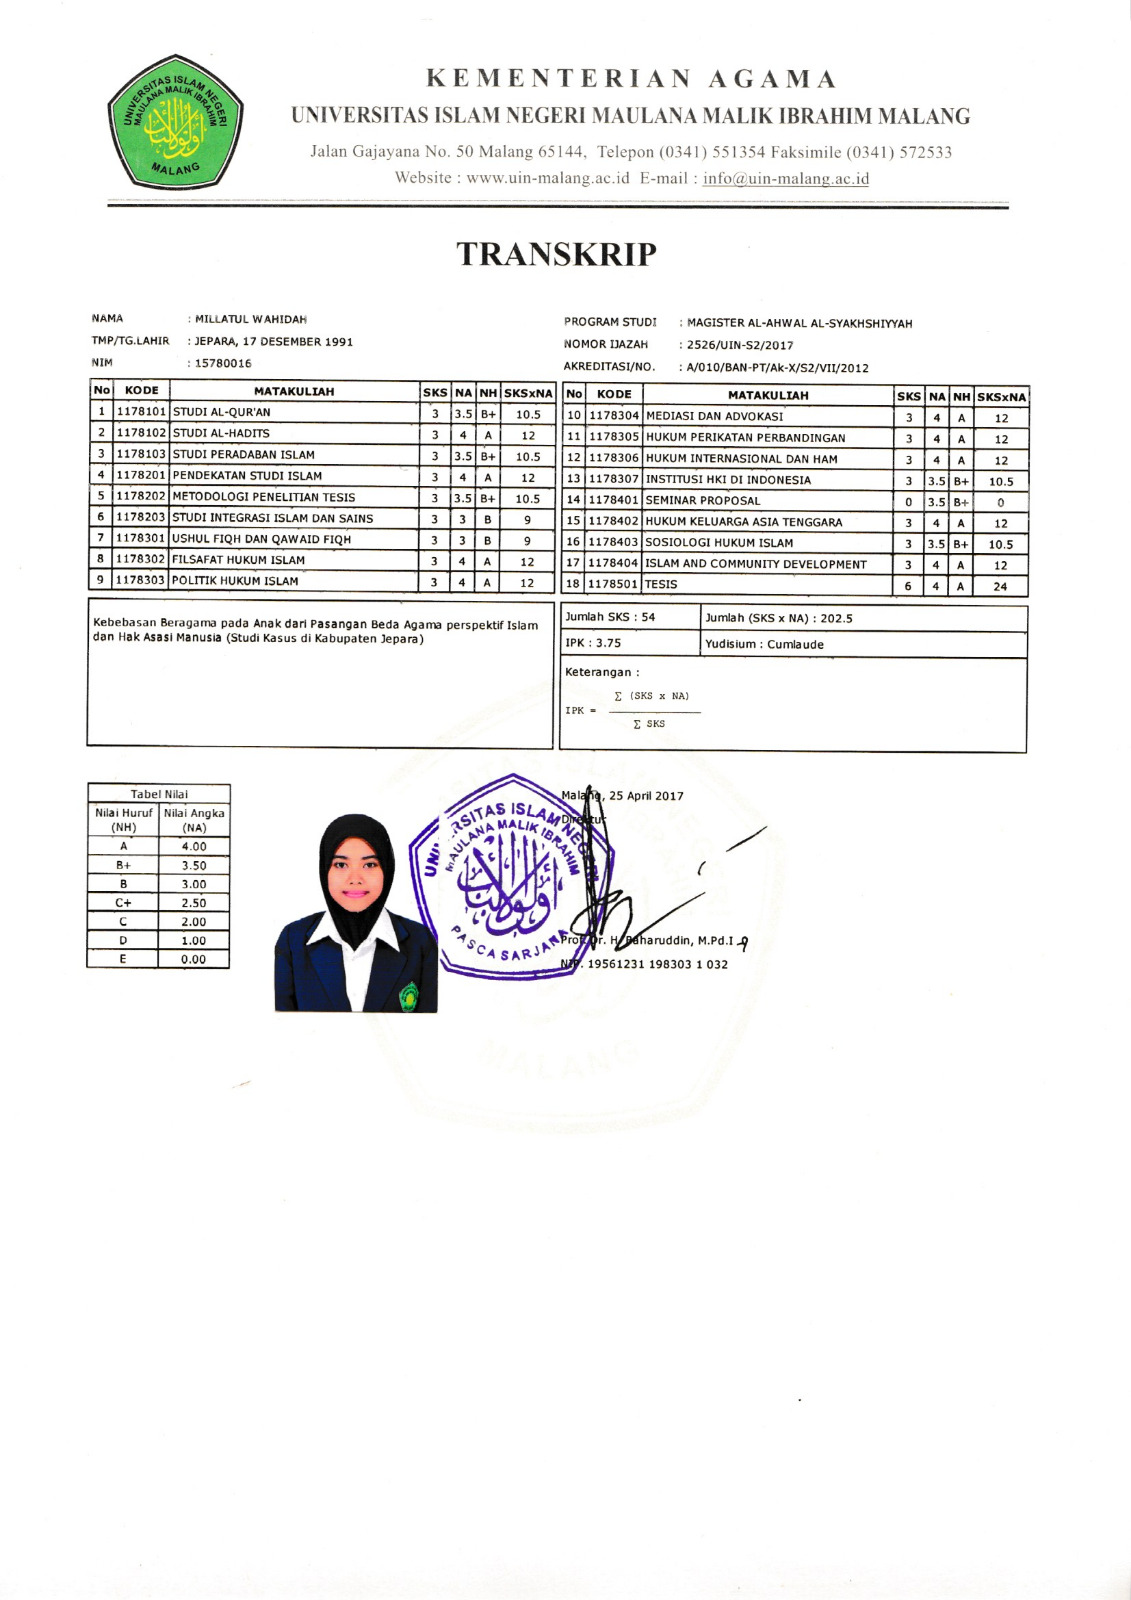 UNIVERSITAS ISLAM NEGERI
MAULANA MALIK IBRAHIM
MALANG
KEMENTERIAN AGAMA
UNIVERSITAS ISLAM NEGERI MAULANA MALIK IBRAHIM MALANG
Jalan Gajayana No. 50 Malang 65144, Telepon (0341) 551354 Faksimile (0341) 572533
Website : www.uin-malang.ac.id E-mail : info@uin-malang.ac.id
TRANSKRIP
NAMA : MILLATUL WAHIDAH
TMP/TG.LAHIR : JEPARA, 17 DESEMBER 1991
NIM : 15780016
PROGRAM STUDI : MAGISTER AL-AHWAL AL-SYAKHSHIYYAH
NOMOR IJAZAH : 2526/UIN-S2/2017
AKREDITASI/NO. : A/010/BAN-PT/Ak-X/S2/VII/2012
No KODE MATAKULIAH SKS NA NH SKSxNA
1 1178101 STUDI AL-QUR'AN 3 3.5 B+ 10.5
2 1178102 STUDI AL-HADITS 3 4 A 12
3 1178103 STUDI PERADABAN ISLAM 3 3.5 B+ 10.5
4 1178201 PENDEKATAN STUDI ISLAM 3 4 A 12
5 1178202 METODOLOGI PENELITIAN TESIS 3 3.5 B+ 10.5
6 1178203 STUDI INTEGRASI ISLAM DAN SAINS 3 3 B 9
7 1178301 USHUL FIQH DAN QAWAID FIQH 3 3 B 9
8 1178302 FILSAFAT HUKUM ISLAM 3 4 A 12
9 1178303 POLITIK HUKUM ISLAM 3 4 A 12
No KODE MATAKULIAH SKS NA NH SKSxNA
10 1178304 MEDIASI DAN ADVOKASI 3 4 A 12
11 1178305 HUKUM PERIKATAN PERBANDINGAN 3 4 A 12
12 1178306 HUKUM INTERNASIONAL DAN HAM 3 4 A 12
13 1178307 INSTITUSI HKI DI INDONESIA 3 3.5 B+ 10.5
14 1178401 SEMINAR PROPOSAL 0 3.5 B+ 0
15 1178402 HUKUM KELUARGA ASIA TENGGARA 3 4 A 12
16 1178403 SOSIOLOGI HUKUM ISLAM 3 3.5 B+ 10.5
17 1178404 ISLAM AND COMMUNITY DEVELOPMENT 3 4 A 12
18 1178501 TESIS 6 4 A 24
Kebebasan Beragama pada Anak dari Pasangan Beda Agama perspektif Islam
dan Hak Asasi Manusia (Studi Kasus di Kabupaten Jepara)
Jumlah SKS : 54 Jumlah (SKS x NA) : 202.5
IPK : 3.75 Yudisium : Cumlaude
Keterangan :
∑ (SKS x NA)
IPK =
∑ SKS
Tabel Nilai
Nilai Huruf (NH) Nilai Angka (NA)
A 4.00
B+ 3.50
B 3.00
C+ 2.50
C 2.00
D 1.00
E 0.00
UNIVERSITAS ISLAM NEGERI
MAULANA MALIK IBRAHIM
PASCASARJANA
Malang, 25 April 2017
Direktur
Prof. Dr. H. Baharuddin, M.Pd.I
NIP. 19561231 198303 1 032